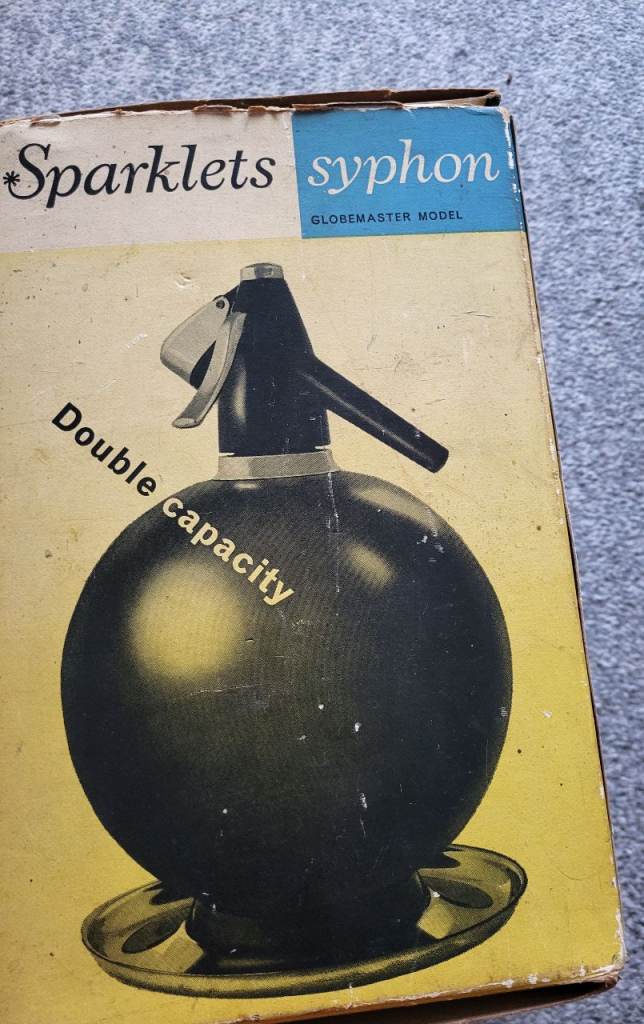 *Sparklets syphon
GLOBEMASTER MODEL
Double capacity